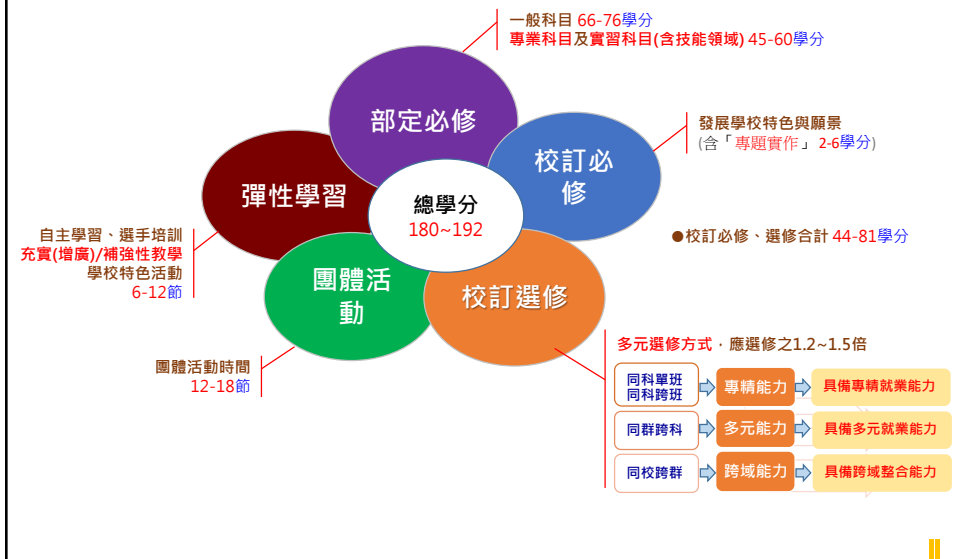 一般科目 66-76學分
專業科目及實習科目(含技能領域) 45-60學分
部定必修
發展學校特色與願景
(含「專題實作」 2-6學分)
校訂必
修
彈性學習
總學分
180~192
自主學習、選手培訓
充實(增廣)/補強性教學
學校特色活動
6-12節
●校訂必修、選修合計 44-81學分
團體活
動
校訂選修
團體活動時間
12-18節
多元選修方式，應選修之1.2~1.5倍
同科單班
同科跨班
專精能力
具備專精就業能力
同群跨科
多元能力
具備多元就業能力
同校跨群
跨域能力
具備跨域整合能力